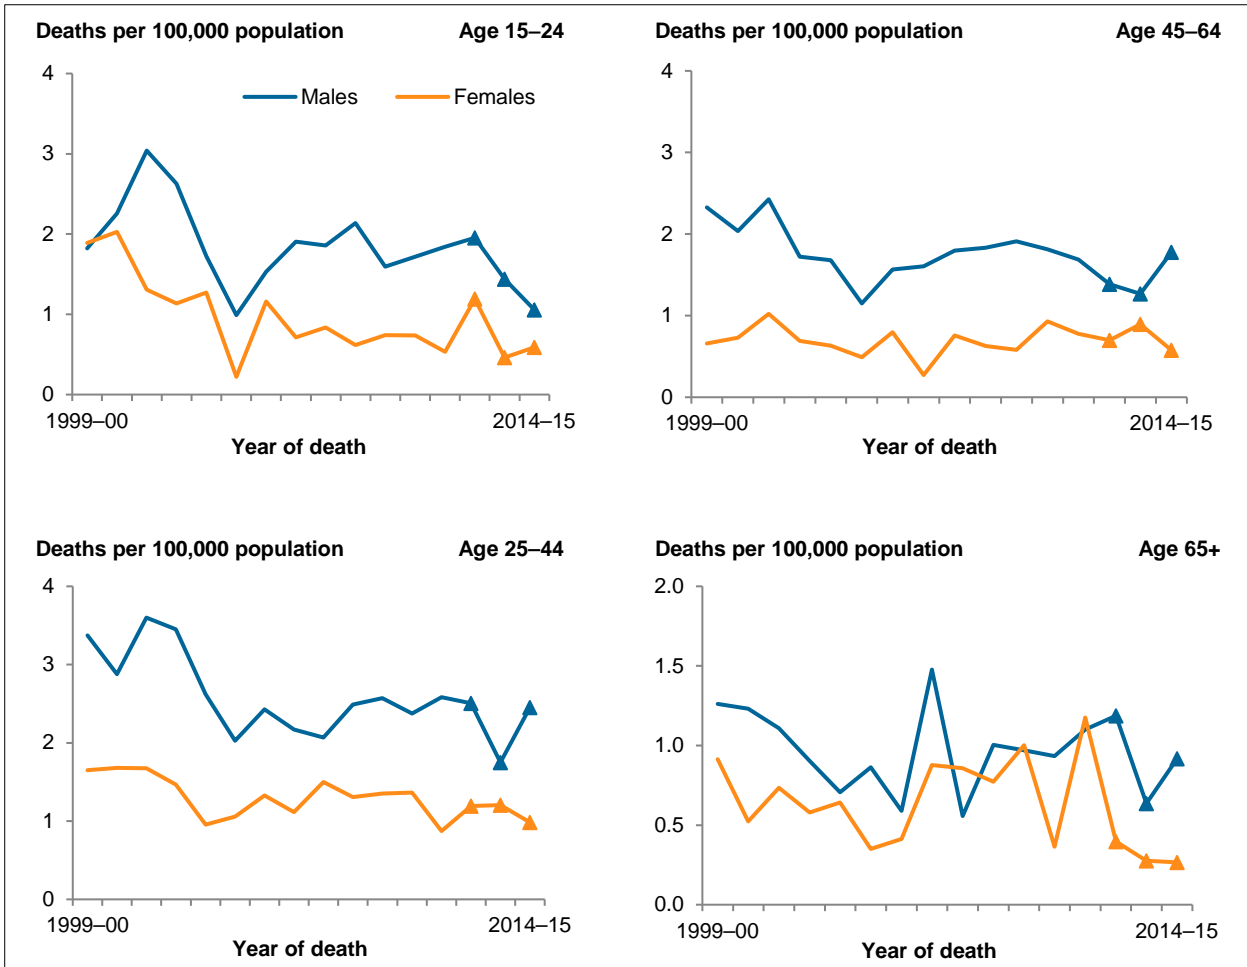 Deaths per 100,000 population Age 15–24
4
3
2
1
0
Males Females
1999–00 2014–15
Year of death
Deaths per 100,000 population Age 45–64
4
3
2
1
0
1999–00 2014–15
Year of death
Deaths per 100,000 population Age 25–44
4
3
2
1
0
1999–00 2014–15
Year of death
Deaths per 100,000 population Age 65+
2.0
1.5
1.0
0.5
0.0
1999–00 2014–15
Year of death